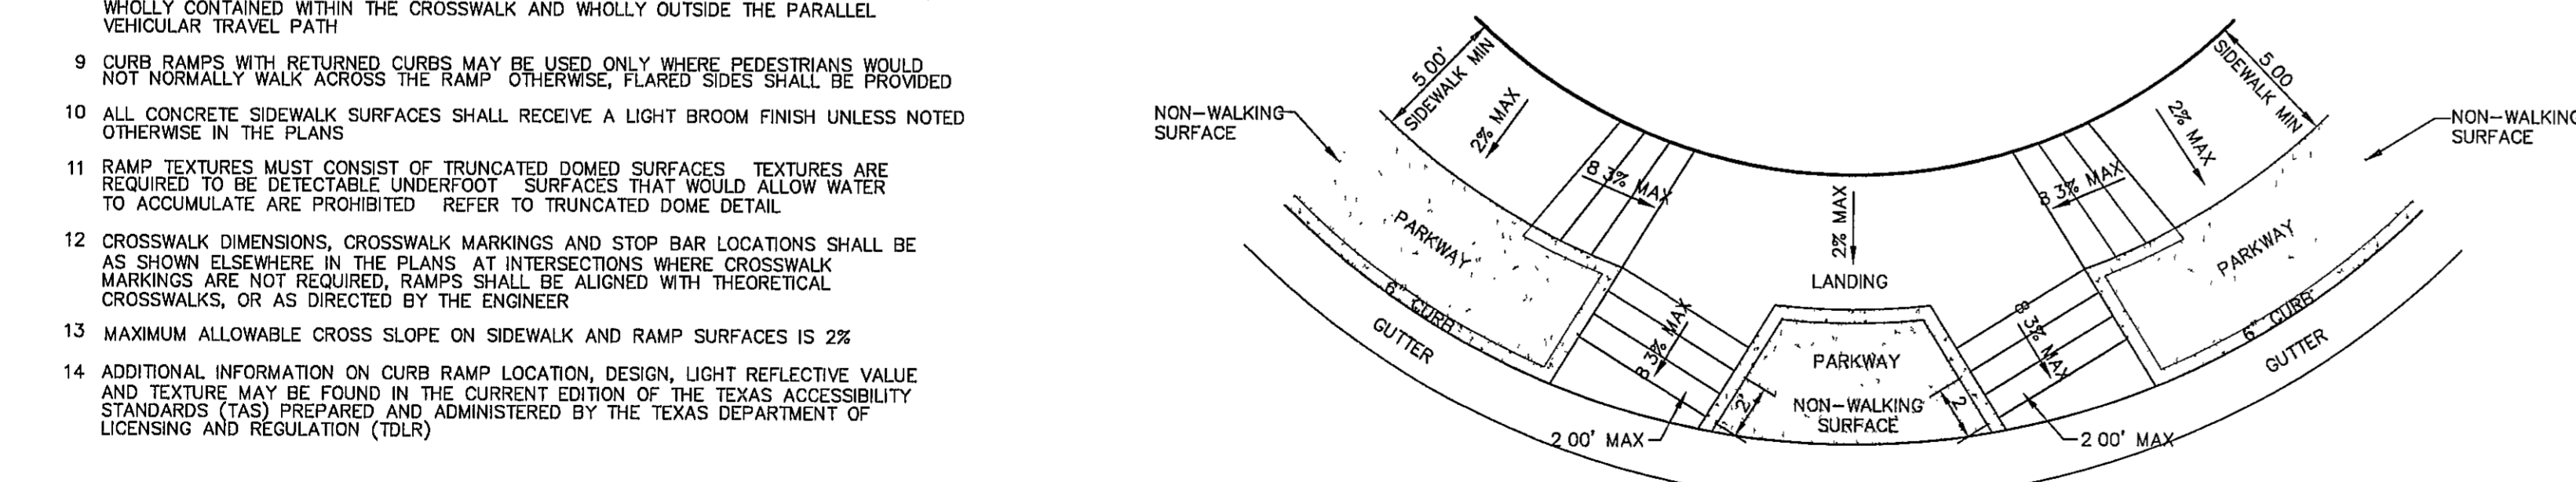 WHOLLY CONTAINED WITHIN THE CROSSWALK AND WHOLLY OUTSIDE THE PARALLEL
VEHICULAR TRAVEL PATH
9 CURB RAMPS WITH RETURNED CURBS MAY BE USED ONLY WHERE PEDESTRIANS WOULD
NOT NORMALLY WALK ACROSS THE RAMP OTHERWISE, FLARED SIDES SHALL BE PROVIDED
10 ALL CONCRETE SIDEWALK SURFACES SHALL RECEIVE A LIGHT BROOM FINISH UNLESS NOTED
OTHERWISE IN THE PLANS
11 RAMP TEXTURES MUST CONSIST OF TRUNCATED DOMED SURFACES TEXTURES ARE
REQUIRED TO BE DETECTABLE UNDERFOOT SURFACES THAT WOULD ALLOW WATER
TO ACCUMULATE ARE PROHIBITED REFER TO TRUNCATED DOME DETAIL
12 CROSSWALK DIMENSIONS, CROSSWALK MARKINGS AND STOP BAR LOCATIONS SHALL BE
AS SHOWN ELSEWHERE IN THE PLANS AT INTERSECTIONS WHERE CROSSWALK
MARKINGS ARE NOT REQUIRED, RAMPS SHALL BE ALIGNED WITH THEORETICAL
CROSSWALKS, OR AS DIRECTED BY THE ENGINEER
13 MAXIMUM ALLOWABLE CROSS SLOPE ON SIDEWALK AND RAMP SURFACES IS 2%
14 ADDITIONAL INFORMATION ON CURB RAMP LOCATION, DESIGN, LIGHT REFLECTIVE VALUE
AND TEXTURE MAY BE FOUND IN THE CURRENT EDITION OF THE TEXAS ACCESSIBILITY
STANDARDS (TAS) PREPARED AND ADMINISTERED BY THE TEXAS DEPARTMENT OF
LICENSING AND REGULATION (TDLR)
5 00'
SIDEWALK MIN
2% MAX
NON-WALKING
SURFACE
8 3% MAX
PARKWAY
6" CURB
GUTTER
8 3% MAX
2% MAX
LANDING
PARKWAY
NON-WALKING
SURFACE
2'
2
2 00' MAX
2 00' MAX
8 3% MAX
8 3% MAX
2% MAX
5 00
SIDEWALK MIN
NON-WALKING
SURFACE
PARKWAY
6" CURB
GUTTER